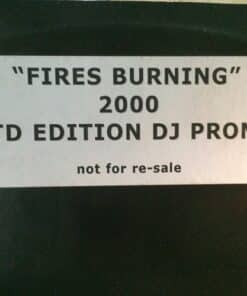 “FIRES BURNING”
2000
TD EDITION DJ PROM
not for re-sale